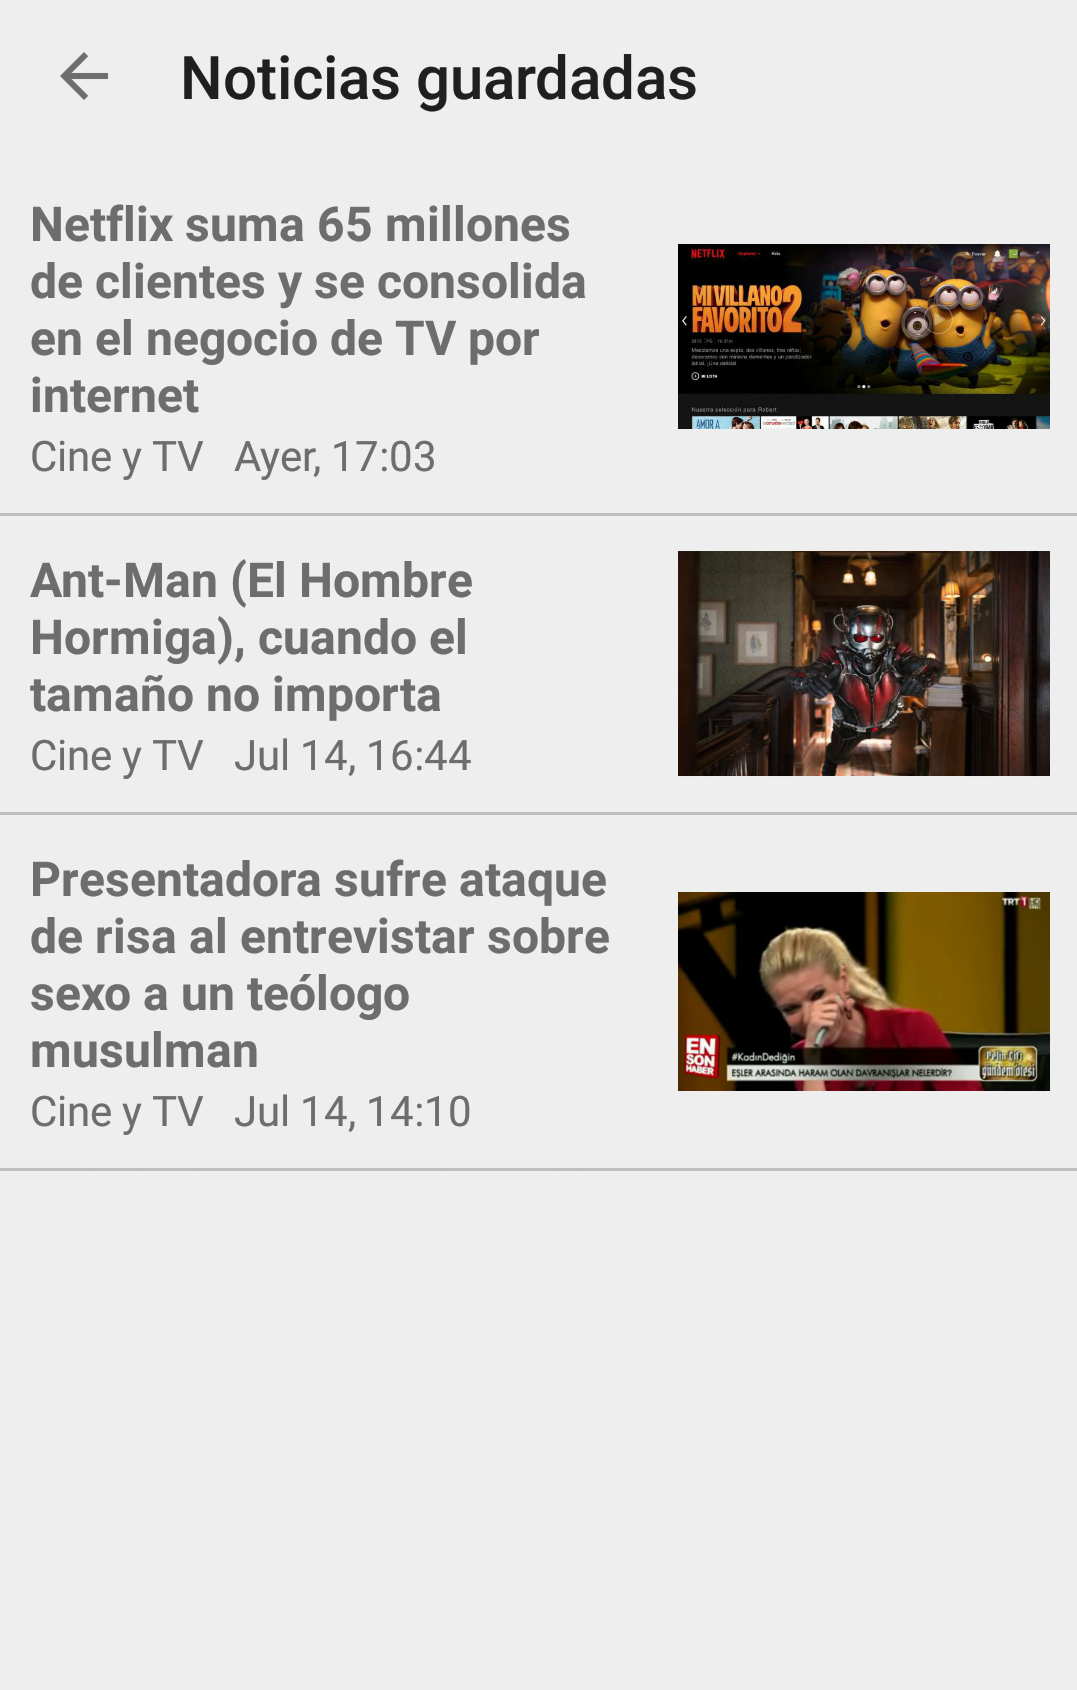 Noticias guardadas
Netflix suma 65 millones
de clientes y se consolida
en el negocio de TV por
internet
Cine y TV Ayer, 17:03
NETFLIX
MI VILLANO
FAVORITO 2
MI LISTA
Nuestra selección para Robert
AMOR A
Ant-Man (El Hombre
Hormiga), cuando el
tamaño no importa
Cine y TV Jul 14, 16:44
Presentadora sufre ataque
de risa al entrevistar sobre
sexo a un teólogo
musulman
Cine y TV Jul 14, 14:10
TRT 1 HD
EN
SON
HABER
#KadınDediğin
EŞLER ARASINDA HARAM OLAN DAVRANIŞLAR NELERDİR?
gündem ötesi